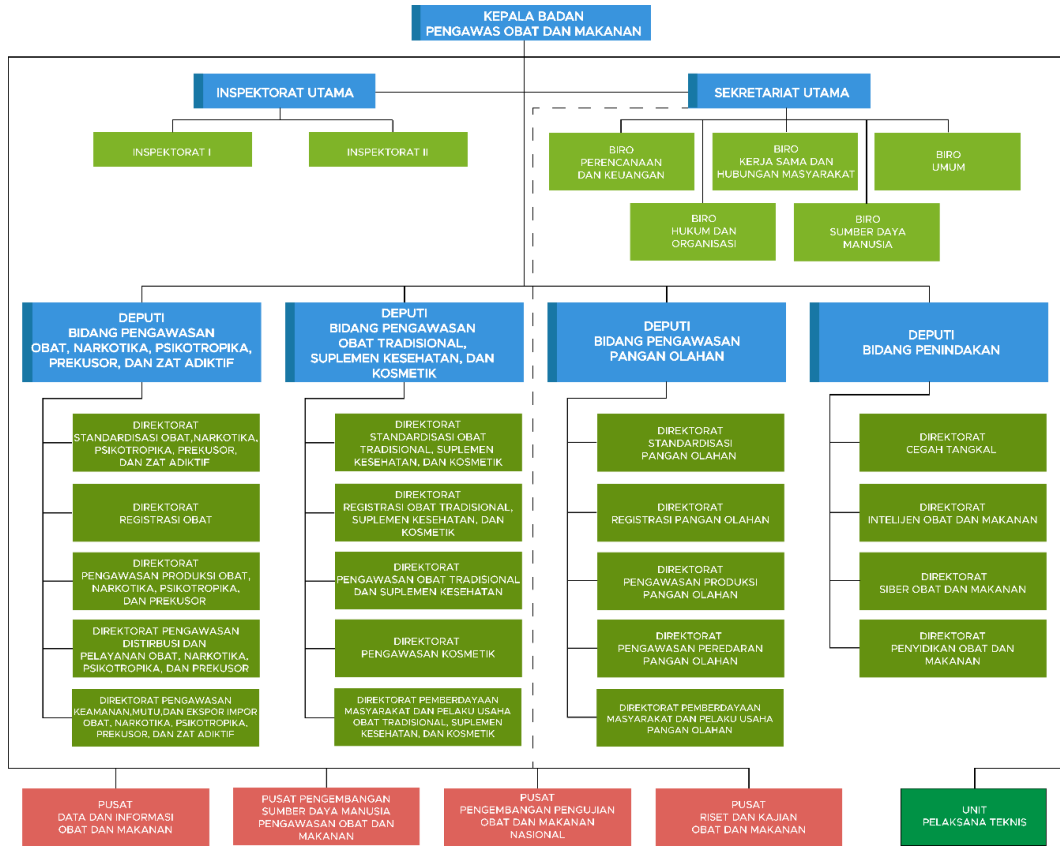 KEPALA BADAN
PENGAWAS OBAT DAN MAKANAN
INSPEKTORAT UTAMA
SEKRETARIAT UTAMA
INSPEKTORAT I
INSPEKTORAT II
BIRO
PERENCANAAN
DAN KEUANGAN
BIRO
KERJA SAMA DAN
HUBUNGAN MASYARAKAT
BIRO
UMUM
BIRO
HUKUM DAN
ORGANISASI
BIRO
SUMBER DAYA
MANUSIA
DEPUTI
BIDANG PENGAWASAN
OBAT, NARKOTIKA, PSIKOTROPIKA,
PREKUSOR, DAN ZAT ADIKTIF
DEPUTI
BIDANG PENGAWASAN
OBAT TRADISIONAL,
SUPLEMEN KESEHATAN, DAN
KOSMETIK
DEPUTI
BIDANG PENGAWASAN
PANGAN OLAHAN
DEPUTI
BIDANG PENINDAKAN
DIREKTORAT
STANDARDISASI OBAT,NARKOTIKA,
PSIKOTROPIKA, PREKUSOR,
DAN ZAT ADIKTIF
DIREKTORAT
REGISTRASI OBAT
DIREKTORAT
PENGAWASAN PRODUKSI OBAT,
NARKOTIKA, PSIKOTROPIKA,
DAN PREKUSOR
DIREKTORAT PENGAWASAN
DISTIRBUSI DAN
PELAYANAN OBAT, NARKOTIKA,
PSIKOTROPIKA, DAN PREKUSOR
DIREKTORAT PENGAWASAN
KEAMANAN,MUTU,DAN EKSPOR IMPOR
OBAT, NARKOTIKA, PSIKOTROPIKA,
PREKUSOR, DAN ZAT ADIKTIF
DIREKTORAT
STANDARDISASI OBAT
TRADISIONAL, SUPLEMEN
KESEHATAN, DAN KOSMETIK
DIREKTORAT
REGISTRASI OBAT TRADISIONAL,
SUPLEMEN KESEHATAN, DAN
KOSMETIK
DIREKTORAT
PENGAWASAN OBAT TRADISIONAL
DAN SUPLEMEN KESEHATAN
DIREKTORAT
PENGAWASAN KOSMETIK
DIREKTORAT PEMBERDAYAAN
MASYARAKAT DAN PELAKU USAHA
OBAT TRADISIONAL, SUPLEMEN
KESEHATAN, DAN KOSMETIK
DIREKTORAT
STANDARDISASI
PANGAN OLAHAN
DIREKTORAT
REGISTRASI PANGAN OLAHAN
DIREKTORAT
PENGAWASAN PRODUKSI
PANGAN OLAHAN
DIREKTORAT
PENGAWASAN PEREDARAN
PANGAN OLAHAN
DIREKTORAT PEMBERDAYAAN
MASYARAKAT DAN PELAKU USAHA
PANGAN OLAHAN
DIREKTORAT
CEGAH TANGKAL
DIREKTORAT
INTELIJEN OBAT DAN MAKANAN
DIREKTORAT
SIBER OBAT DAN MAKANAN
DIREKTORAT
PENYIDIKAN OBAT DAN
MAKANAN
PUSAT
DATA DAN INFORMASI
OBAT DAN MAKANAN
PUSAT PENGEMBANGAN
SUMBER DAYA MANUSIA
PENGAWASAN OBAT DAN
MAKANAN
PUSAT
PENGEMBANGAN PENGUJIAN
OBAT DAN MAKANAN
NASIONAL
PUSAT
RISET DAN KAJIAN
OBAT DAN MAKANAN
UNIT
PELAKSANA TEKNIS